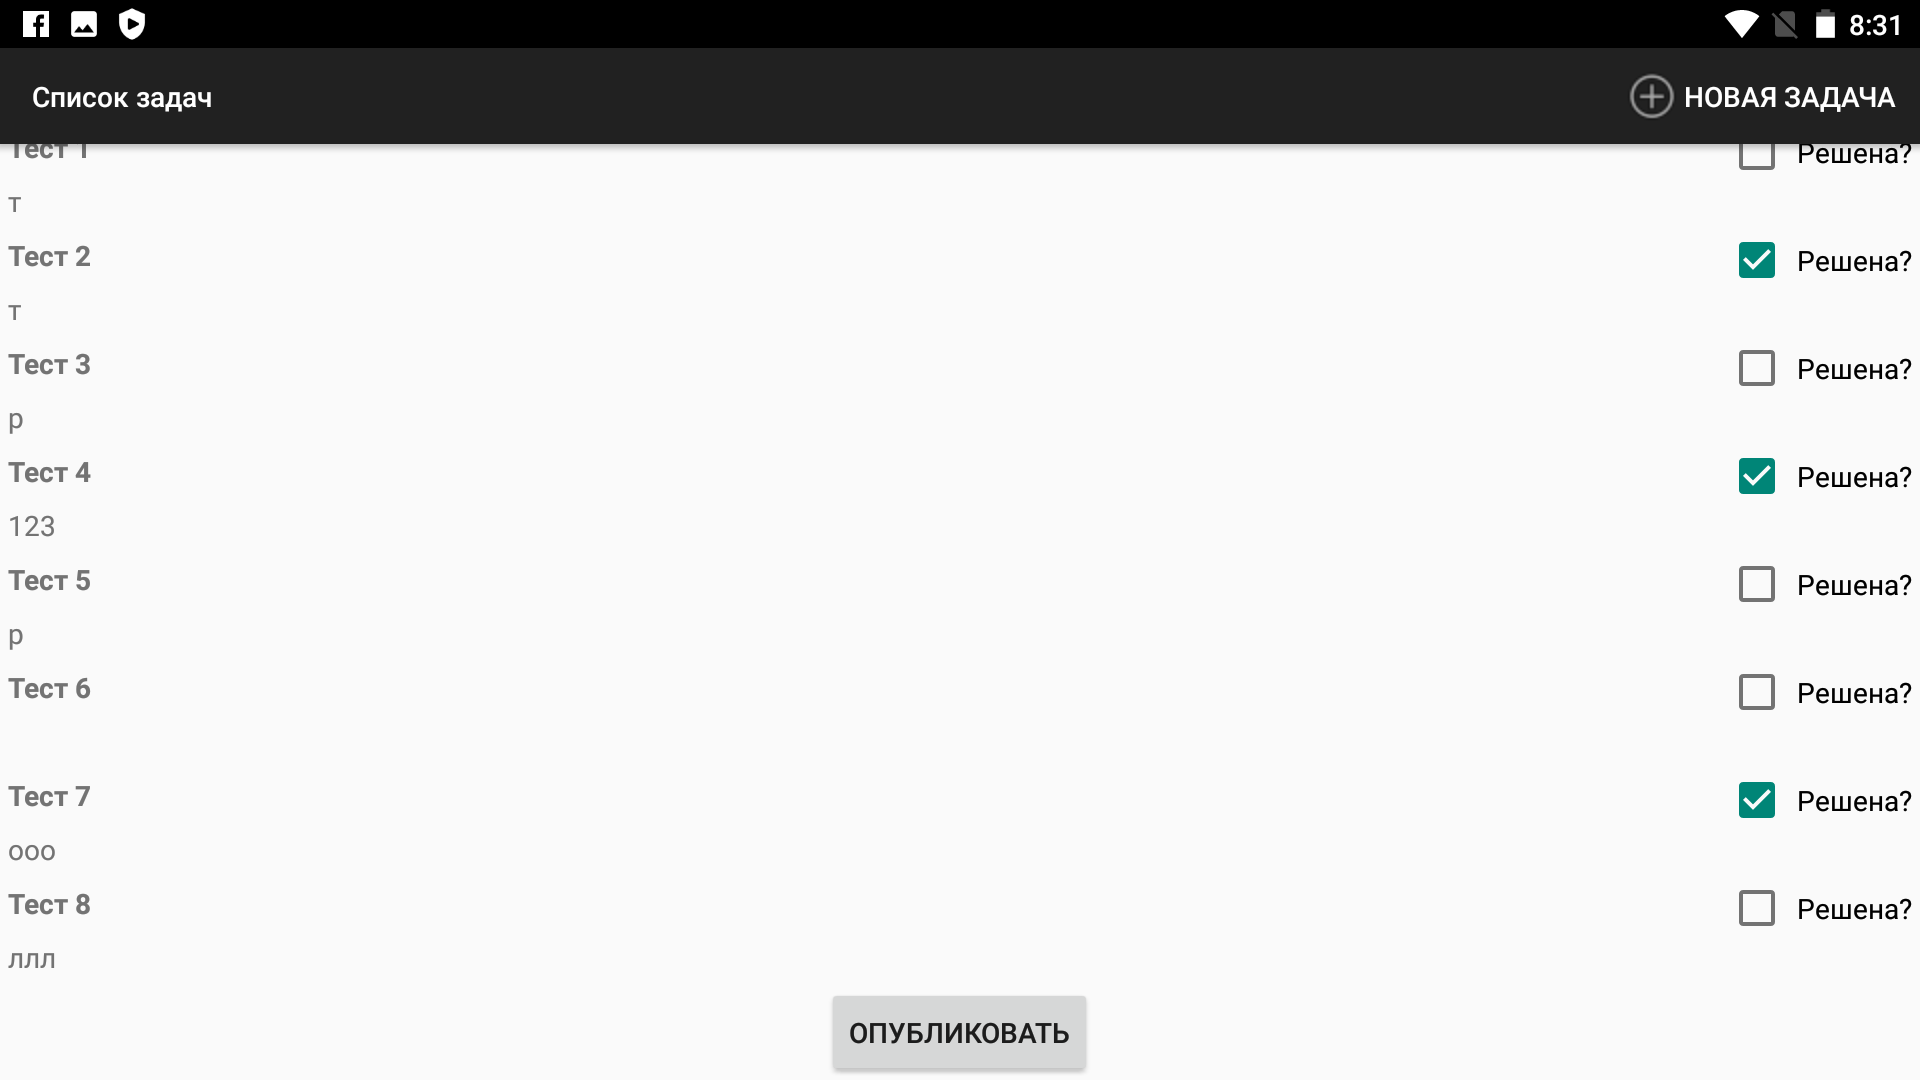 8:31
Список задач
НОВАЯ ЗАДАЧА
Тест 1
Решена?
т
Тест 2
Решена?
т
Тест 3
Решена?
р
Тест 4
Решена?
123
Тест 5
Решена?
р
Тест 6
Решена?
Тест 7
Решена?
ооо
Тест 8
Решена?
ллл
ОПУБЛИКОВАТЬ